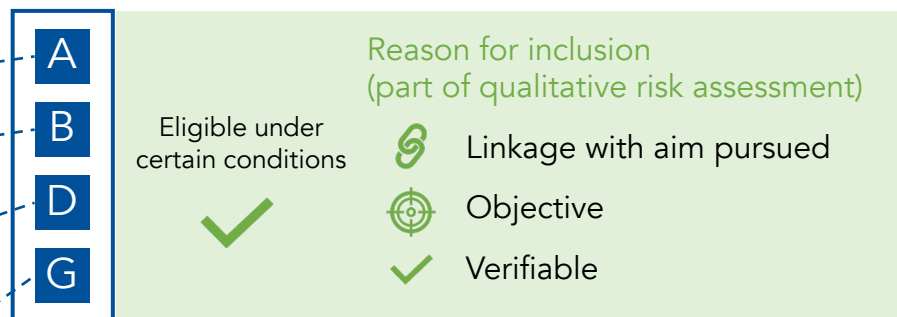 A
B
D
G
Eligible under
certain conditions
Reason for inclusion
(part of qualitative risk assessment)
Linkage with aim pursued
Objective
Verifiable